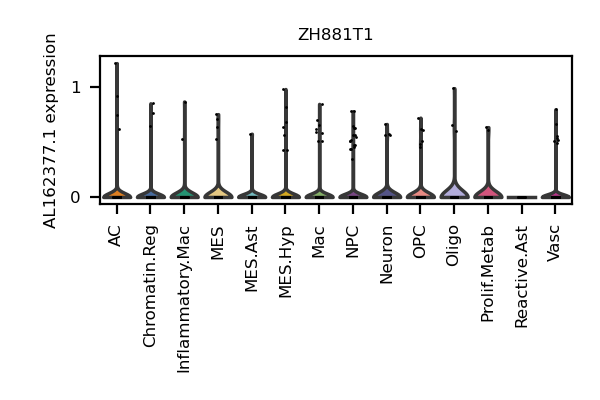 ZH881T1
AL162377.1 expression
1
0
AC
Chromatin.Reg
Inflammatory.Mac
MES
MES.Ast
MES.Hyp
Mac
NPC
Neuron
OPC
Oligo
Prolif.Metab
Reactive.Ast
Vasc